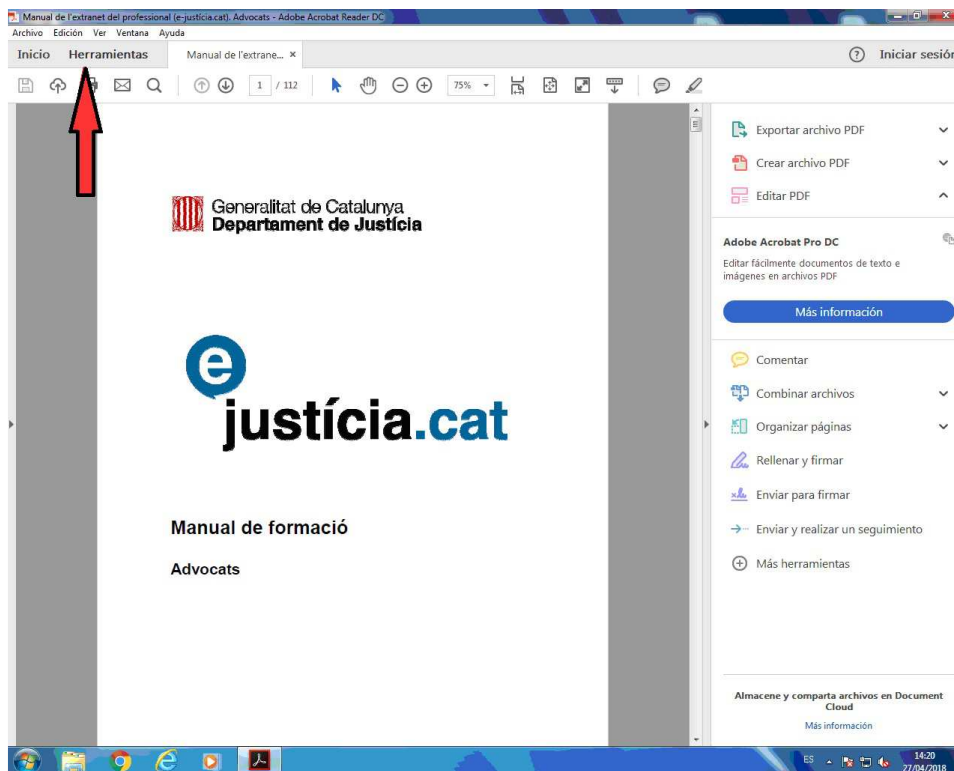 Manual de l'extranet del professional (e-justícia.cat). Advocats - Adobe Acrobat Reader DC
Archivo Edición Ver Ventana Ayuda
Inicio Herramientas Manual de l'extrane... × ? Iniciar sesión
1 / 112 75%
Exportar archivo PDF
Crear archivo PDF
Editar PDF
Adobe Acrobat Pro DC
Editar fácilmente documentos de texto e
imágenes en archivos PDF
Más información
Comentar
Combinar archivos
Organizar páginas
Rellenar y firmar
Enviar para firmar
Enviar y realizar un seguimiento
Más herramientas
Almacene y comparta archivos en Document
Cloud
Más información
Generalitat de Catalunya
Departament de Justícia
e
justícia.cat
Manual de formació
Advocats
ES 14:20
27/04/2018